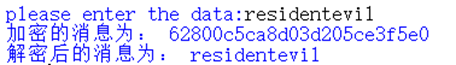 please enter the data:residentevil
加密的消息为： 62800c5ca8d03d205ce3f5e0
解密后的消息为： residentevil